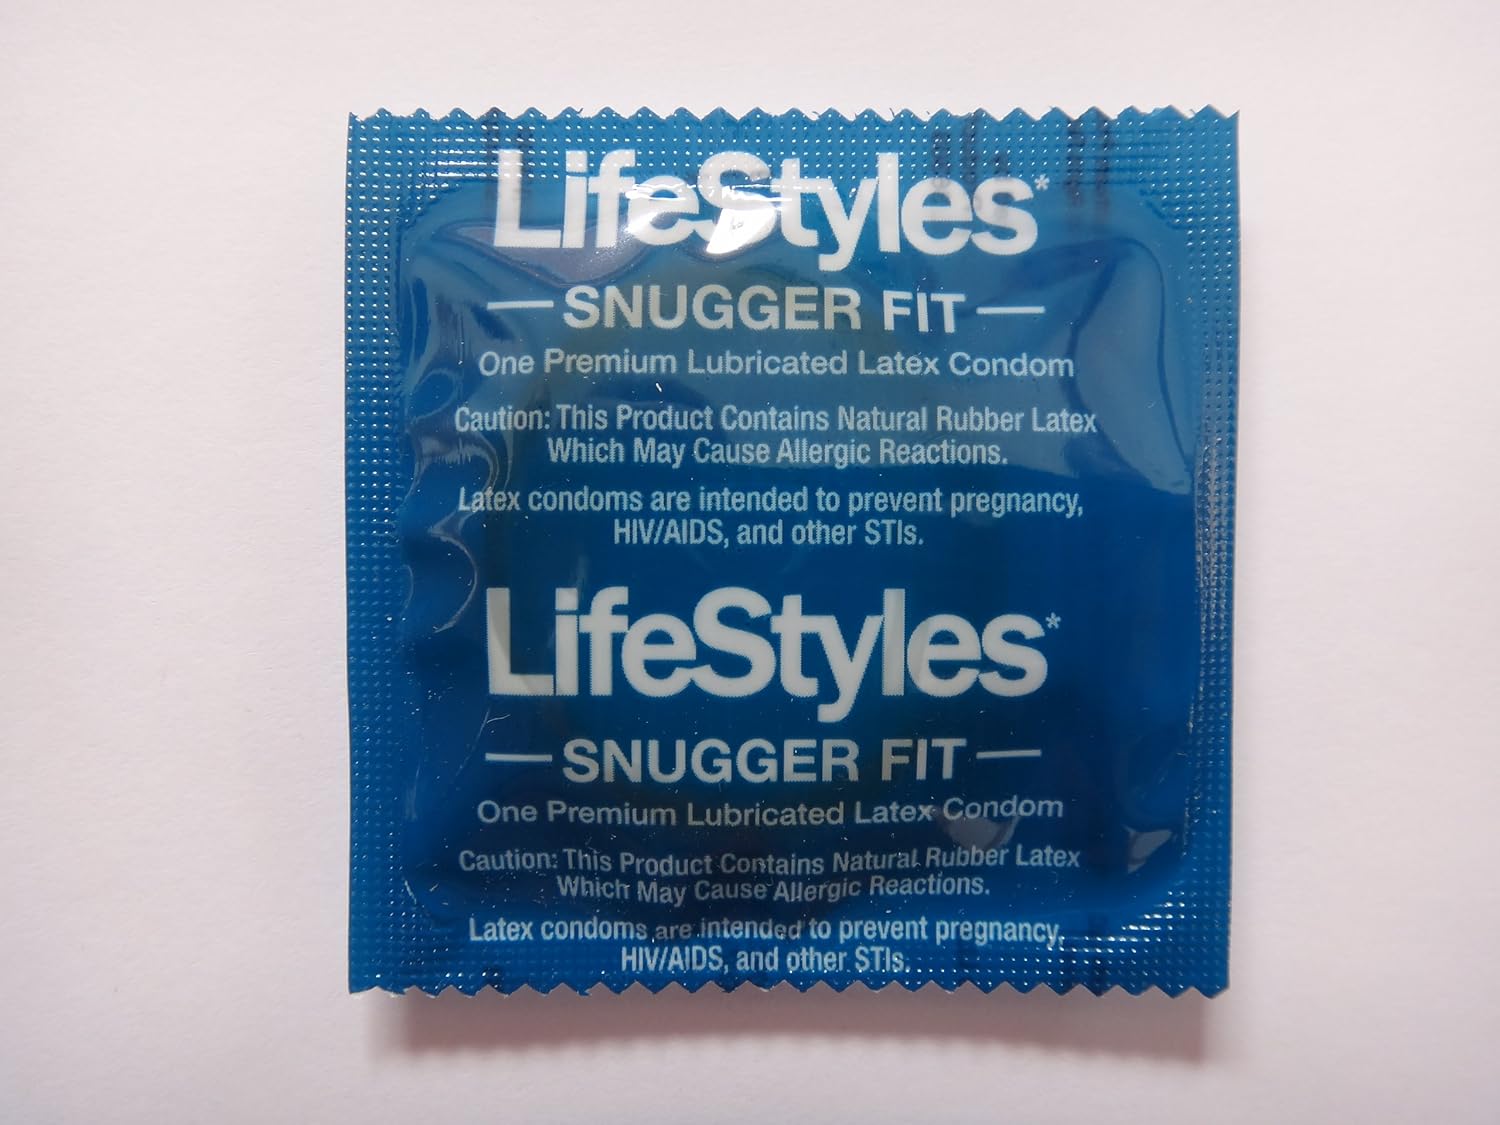 LifeStyles*
— SNUGGER FIT —
One Premium Lubricated Latex Condom
Caution: This Product Contains Natural Rubber Latex
Which May Cause Allergic Reactions.
Latex condoms are intended to prevent pregnancy,
HIV/AIDS, and other STIs.
LifeStyles*
— SNUGGER FIT —
One Premium Lubricated Latex Condom
Caution: This Product Contains Natural Rubber Latex
Which May Cause Allergic Reactions.
Latex condoms are intended to prevent pregnancy,
HIV/AIDS, and other STIs.